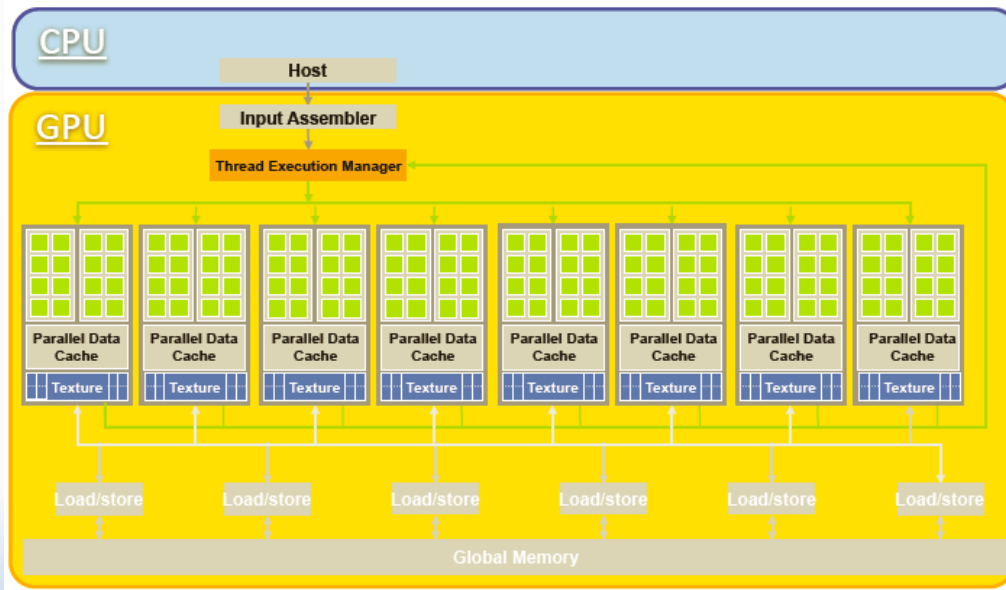 CPU
Host
GPU
Input Assembler
Thread Execution Manager
Parallel Data
Cache
Parallel Data
Cache
Parallel Data
Cache
Parallel Data
Cache
Parallel Data
Cache
Parallel Data
Cache
Parallel Data
Cache
Parallel Data
Cache
Texture
Texture
Texture
Texture
Texture
Texture
Texture
Texture
Load/store
Load/store
Load/store
Load/store
Load/store
Load/store
Global Memory